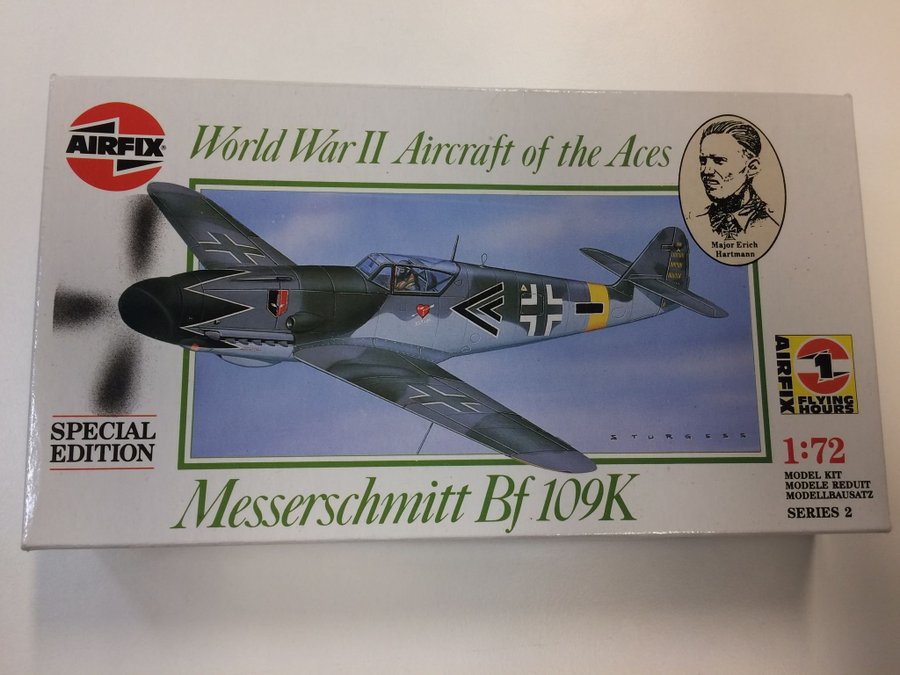 AIRFIX
World War II Aircraft of the Aces
Major Erich
Hartmann
STURGESS
SPECIAL
EDITION
AIRFIX
1
FLYING
HOURS
1:72
MODEL KIT
MODELE REDUIT
MODELLBAUSATZ
SERIES 2
Messerschmitt Bf 109K